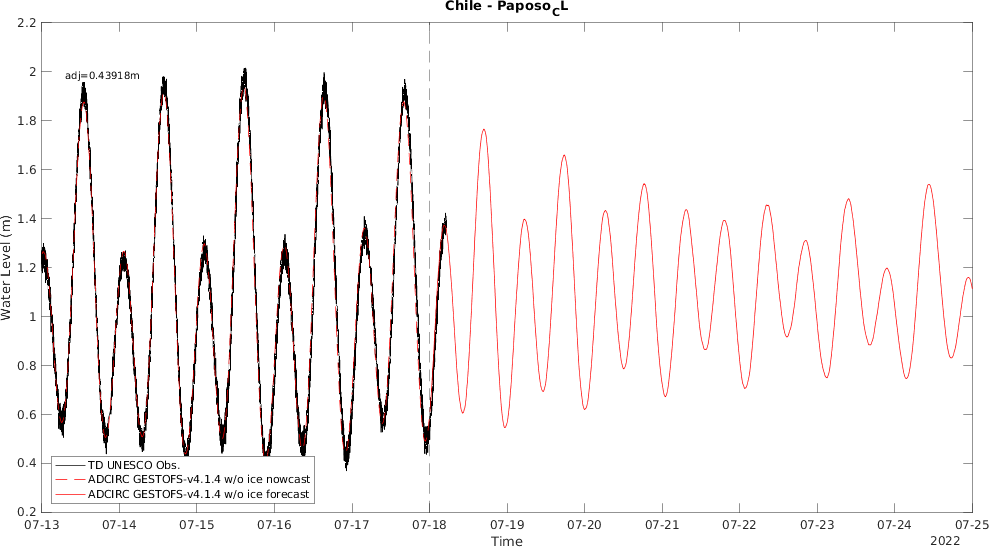 Chile - Paposo_CL
2.2
2
1.8
1.6
1.4
1.2
1
0.8
0.6
0.4
0.2
Water Level (m)
adj=0.43918m
TD UNESCO Obs.
ADCIRC GESTOFS-v4.1.4 w/o ice nowcast
ADCIRC GESTOFS-v4.1.4 w/o ice forecast
07-13 07-14 07-15 07-16 07-17 07-18 07-19 07-20 07-21 07-22 07-23 07-24 07-25
Time
2022